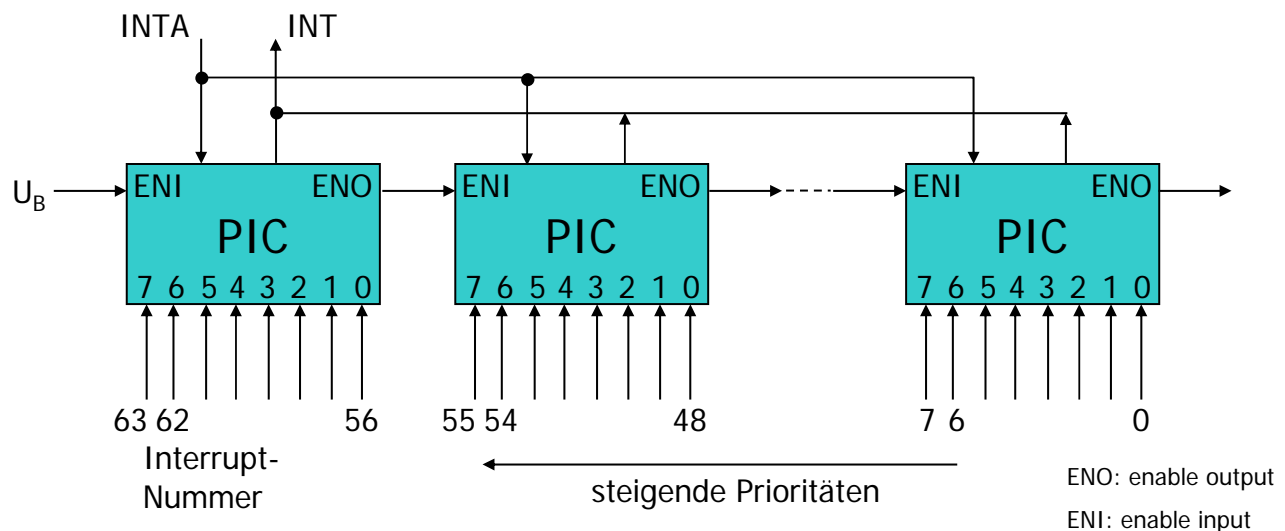 INTA INT
U_B ENI ENO ENI ENO ENI ENO
PIC PIC PIC
7 6 5 4 3 2 1 0 7 6 5 4 3 2 1 0 7 6 5 4 3 2 1 0
63 62 56 55 54 48 7 6 0
Interrupt-
Nummer
steigende Prioritäten
ENO: enable output
ENI: enable input